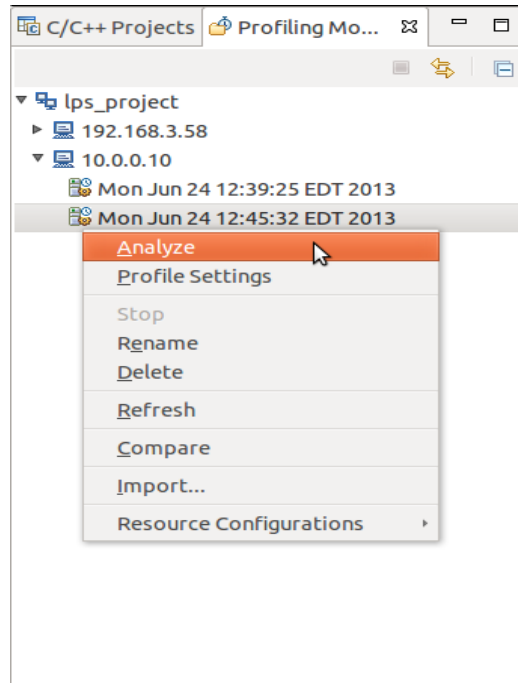 C/C++ Projects Profiling Mo...
lps_project
192.168.3.58
10.0.0.10
Mon Jun 24 12:39:25 EDT 2013
Mon Jun 24 12:45:32 EDT 2013
Analyze
Profile Settings
Stop
Rename
Delete
Refresh
Compare
Import...
Resource Configurations